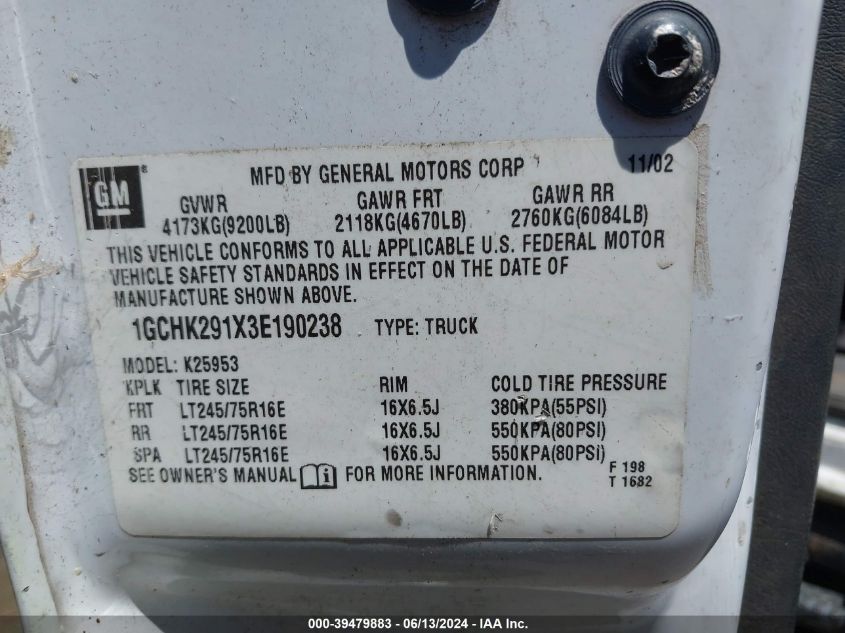 GM ®
MFD BY GENERAL MOTORS CORP 11/02
GVWR GAWR FRT GAWR RR
4173KG(9200LB) 2118KG(4670LB) 2760KG(6084LB)
THIS VEHICLE CONFORMS TO ALL APPLICABLE U.S. FEDERAL MOTOR
VEHICLE SAFETY STANDARDS IN EFFECT ON THE DATE OF
MANUFACTURE SHOWN ABOVE.
1GCHK291X3E190238 TYPE: TRUCK
MODEL: K25953
KPLK TIRE SIZE RIM COLD TIRE PRESSURE
FRT LT245/75R16E 16X6.5J 380KPA(55PSI)
RR LT245/75R16E 16X6.5J 550KPA(80PSI)
SPA LT245/75R16E 16X6.5J 550KPA(80PSI)
SEE OWNER'S MANUAL i FOR MORE INFORMATION.
F 198
T 1682
000-39479883 - 06/13/2024 - IAA Inc.